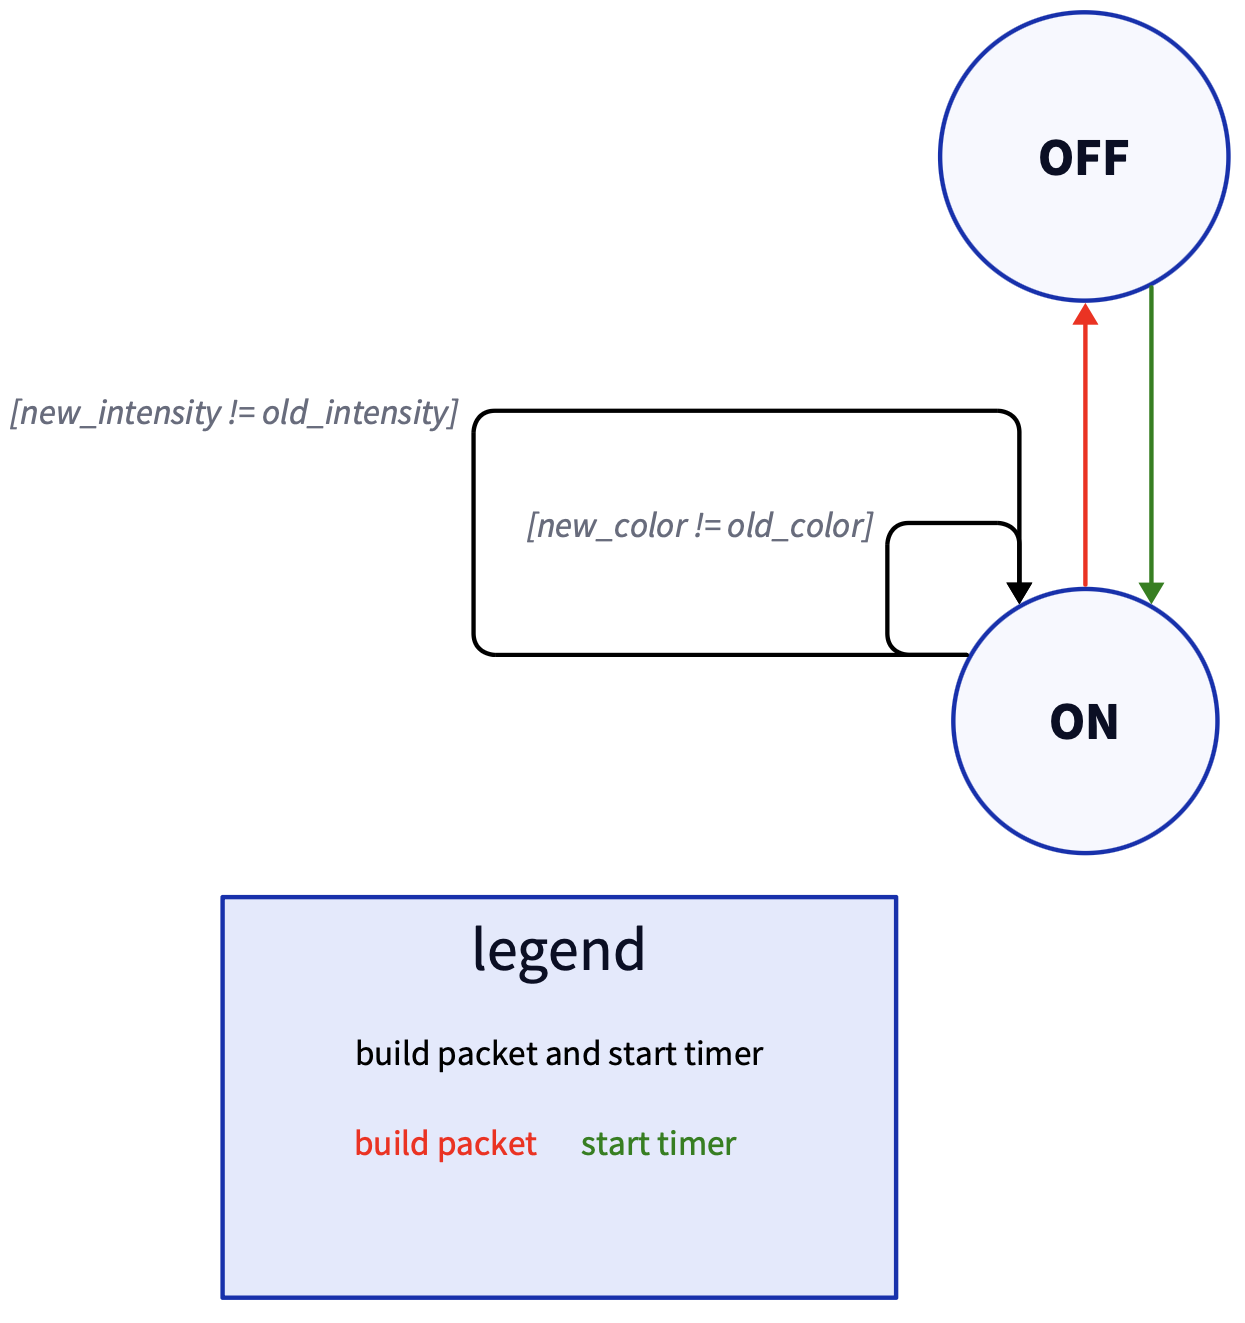 OFF
[new_intensity != old_intensity]
[new_color != old_color]
ON
legend
build packet and start timer
build packet start timer